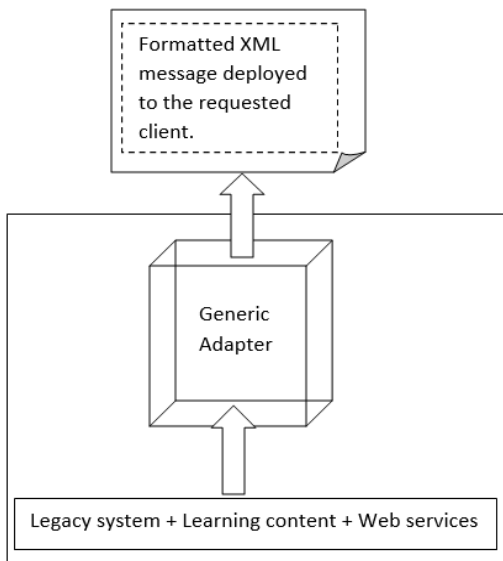 Formatted XML
message deployed
to the requested
client.
Generic
Adapter
Legacy system + Learning content + Web services